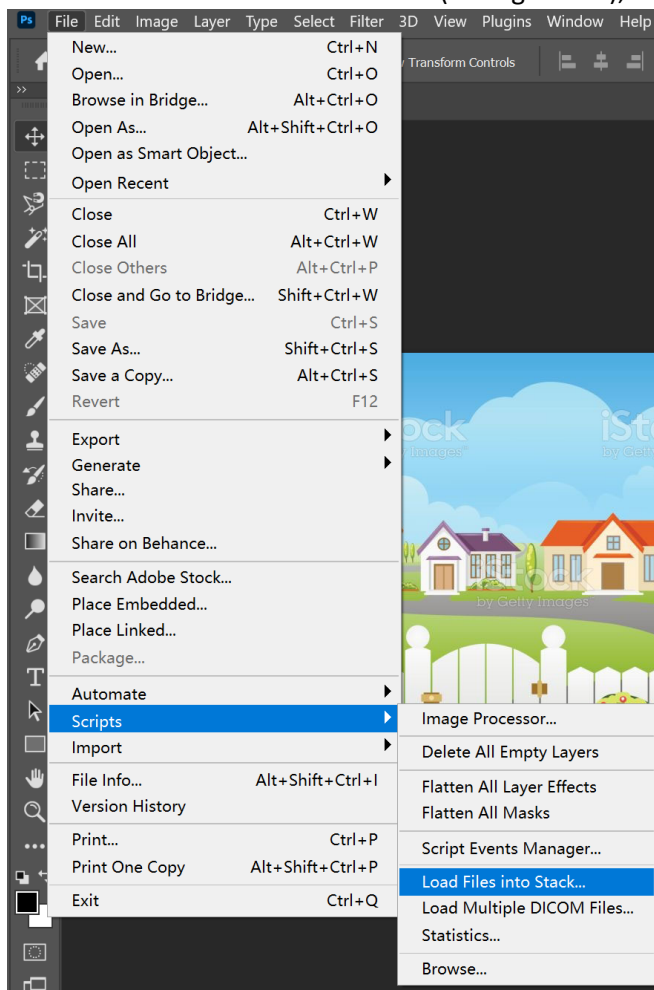 Ps File Edit Image Layer Type Select Filter 3D View Plugins Window Help
Transform Controls
New... Ctrl+N
Open... Ctrl+O
Browse in Bridge... Alt+Ctrl+O
Open As... Alt+Shift+Ctrl+O
Open as Smart Object...
Open Recent
Close Ctrl+W
Close All Alt+Ctrl+W
Close Others Alt+Ctrl+P
Close and Go to Bridge... Shift+Ctrl+W
Save Ctrl+S
Save As... Shift+Ctrl+S
Save a Copy... Alt+Ctrl+S
Revert F12
Export
Generate
Share...
Invite...
Share on Behance...
Search Adobe Stock...
Place Embedded...
Place Linked...
Package...
Automate
Scripts
Import
File Info... Alt+Shift+Ctrl+I
Version History
Print... Ctrl+P
Print One Copy Alt+Shift+Ctrl+P
Exit Ctrl+Q
Image Processor...
Delete All Empty Layers
Flatten All Layer Effects
Flatten All Masks
Script Events Manager...
Load Files into Stack...
Load Multiple DICOM Files...
Statistics...
Browse...
by Getty Images